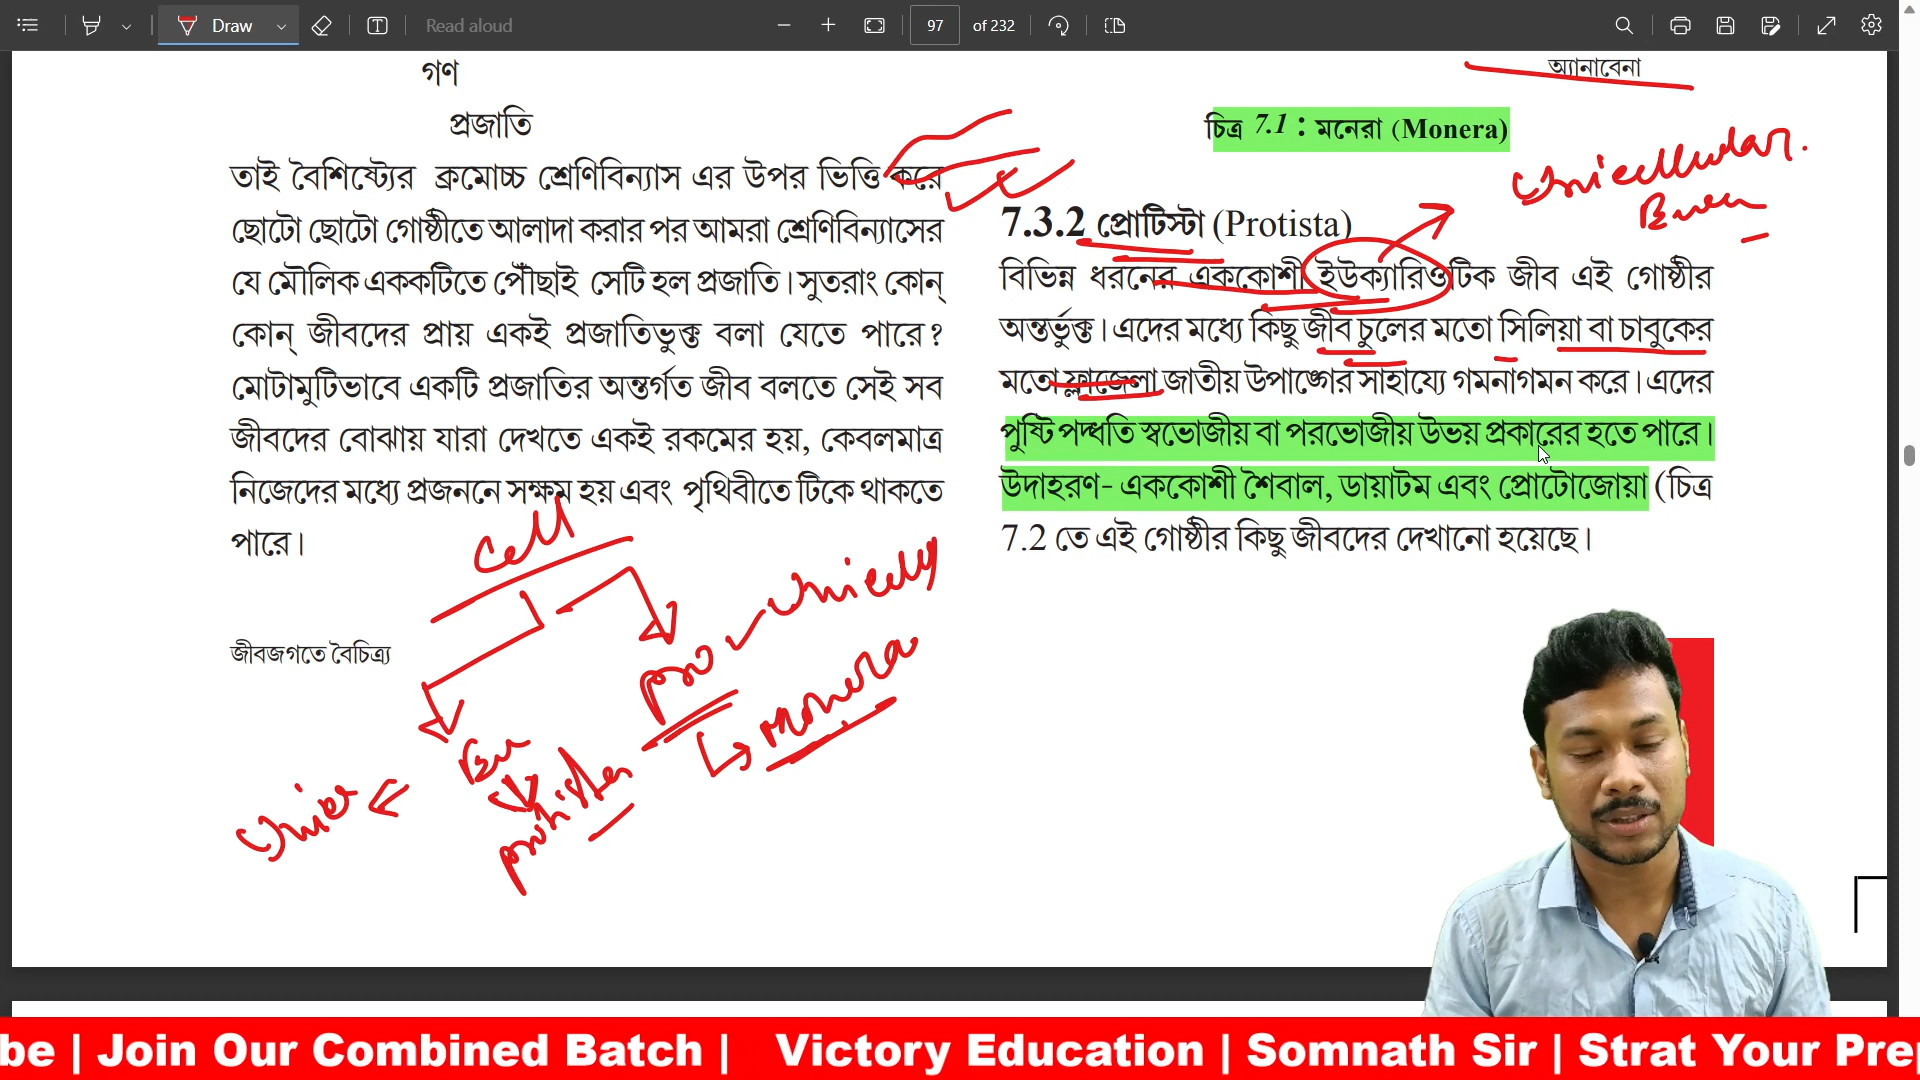 Draw
Read aloud
97 of 232
গণ
প্রজাতি
তাই বৈশিষ্ট্যের ক্রমোচ্চ শ্রেণিবিন্যাস এর উপর ভিত্তি করে
ছোটো ছোটো গোষ্ঠীতে আলাদা করার পর আমরা শ্রেণিবিন্যাসের
যে মৌলিক এককটিতে পৌঁছাই সেটি হল প্রজাতি। সুতরাং কোন্
কোন্ জীবদের প্রায় একই প্রজাতিভুক্ত বলা যেতে পারে?
মোটামুটিভাবে একটি প্রজাতির অন্তর্গত জীব বলতে সেই সব
জীবদের বোঝায় যারা দেখতে একই রকমের হয়, কেবলমাত্র
নিজেদের মধ্যে প্রজননে সক্ষম হয় এবং পৃথিবীতে টিকে থাকতে
পারে।
Cell
pro
Monera
Eu
জীবজগতে বৈচিত্র্য
অ্যানাবেনা
চিত্র 7.1 : মনেরা (Monera)
Unicellular.
7.3.2 প্রোটিস্টা (Protista)
বিভিন্ন ধরনের এককোশী ইউক্যারিওটিক জীব এই গোষ্ঠীর
অন্তর্ভুক্ত। এদের মধ্যে কিছু জীব চুলের মতো সিলিয়া বা চাবুকের
মতো ফ্লাজেলা জাতীয় উপাঙ্গের সাহায্যে গমনাগমন করে। এদের
পুষ্টি পদ্ধতি স্বভোজীয় বা পরভোজীয় উভয় প্রকারের হতে পারে।
উদাহরণ- এককোশী শৈবাল, ডায়াটম এবং প্রোটোজোয়া (চিত্র
7.2 তে এই গোষ্ঠীর কিছু জীবদের দেখানো হয়েছে।
be | Join Our Combined Batch | Victory Education | Somnath Sir | Strat Your Pre